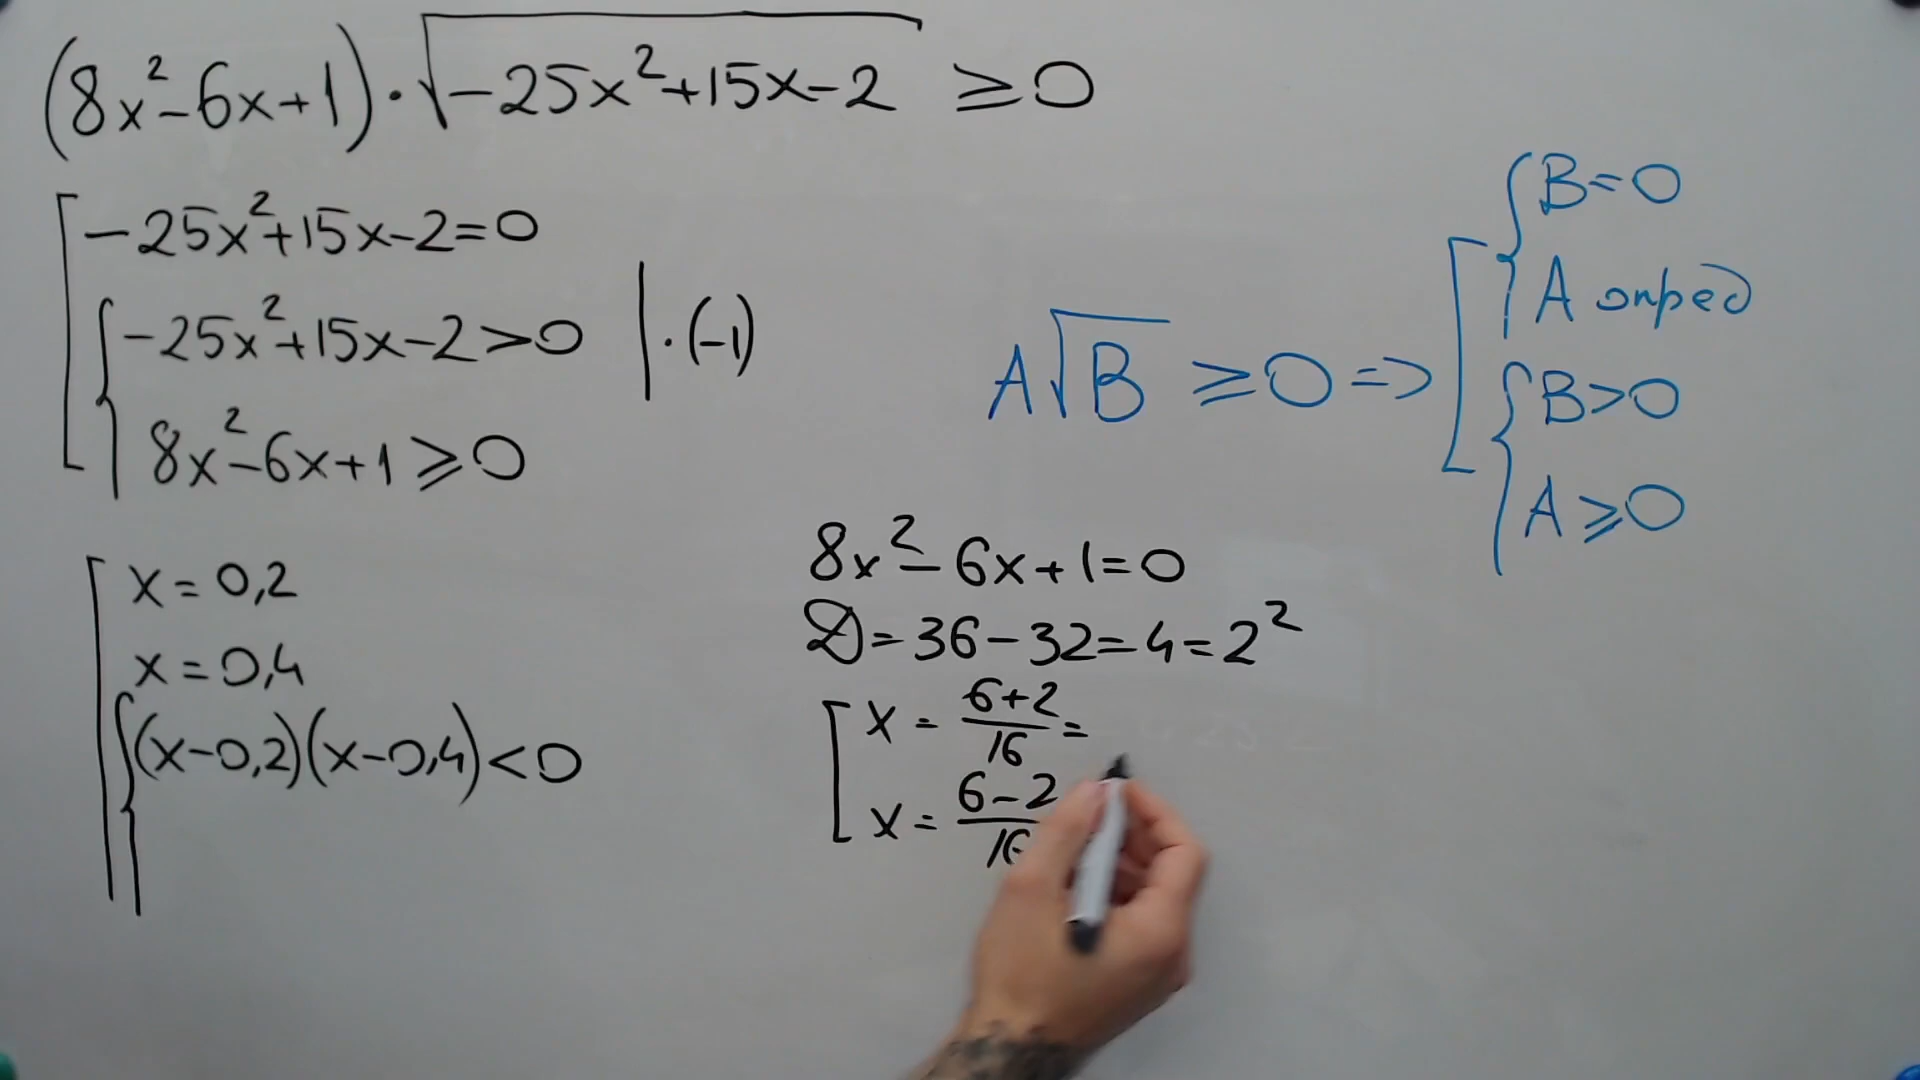 (8x²-6x+1)·√(-25x²+15x-2) ≥0
-25x²+15x-2=0
-25x²+15x-2>0 |·(-1)
8x²-6x+1≥0
x=0,2
x=0,4
(x-0,2)(x-0,4)<0
8x²-6x+1=0
D=36-32=4=2²
x=(6+2)/16=
x=(6-2)/16
A√B ≥0 =>
B=0
A опред
B>0
A≥0